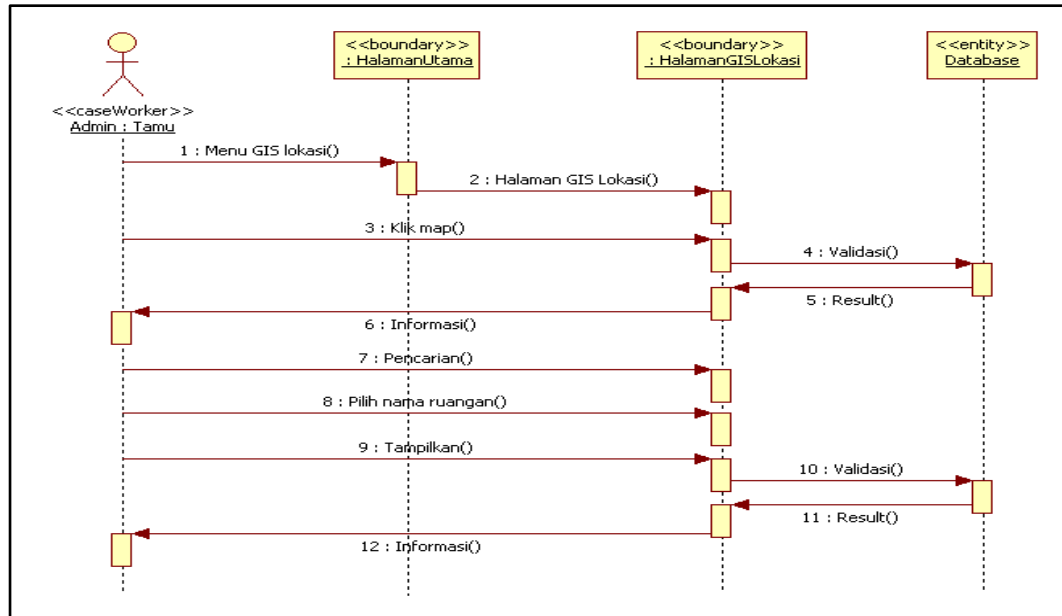 <<boundary>>
: HalamanUtama
<<boundary>>
: HalamanGISLokasi
<<entity>>
Database
<<caseWorker>>
Admin : Tamu
1 : Menu GIS lokasi()
2 : Halaman GIS Lokasi()
3 : Klik map()
4 : Validasi()
5 : Result()
6 : Informasi()
7 : Pencarian()
8 : Pilih nama ruangan()
9 : Tampilkan()
10 : Validasi()
11 : Result()
12 : Informasi()